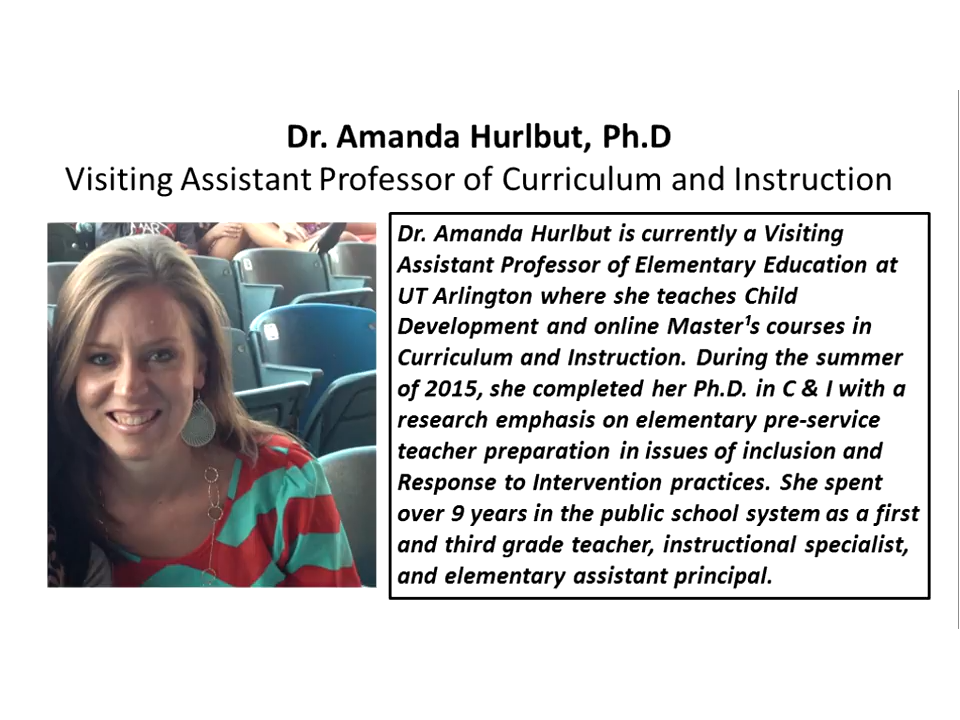 Dr. Amanda Hurlbut, Ph.D
Visiting Assistant Professor of Curriculum and Instruction
Dr. Amanda Hurlbut is currently a Visiting
Assistant Professor of Elementary Education at
UT Arlington where she teaches Child
Development and online Master¹s courses in
Curriculum and Instruction. During the summer
of 2015, she completed her Ph.D. in C & I with a
research emphasis on elementary pre-service
teacher preparation in issues of inclusion and
Response to Intervention practices. She spent
over 9 years in the public school system as a first
and third grade teacher, instructional specialist,
and elementary assistant principal.